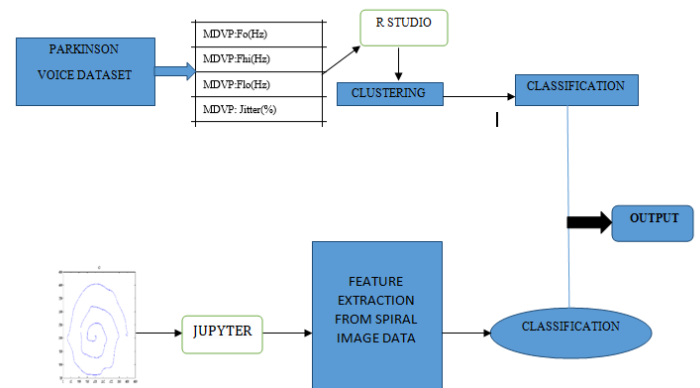 PARKINSON
VOICE DATASET
MDVP:Fo(Hz)
MDVP:Fhi(Hz)
MDVP:Flo(Hz)
MDVP: Jitter(%)
R STUDIO
CLUSTERING
CLASSIFICATION
OUTPUT
JUPYTER
FEATURE
EXTRACTION
FROM SPIRAL
IMAGE DATA
CLASSIFICATION